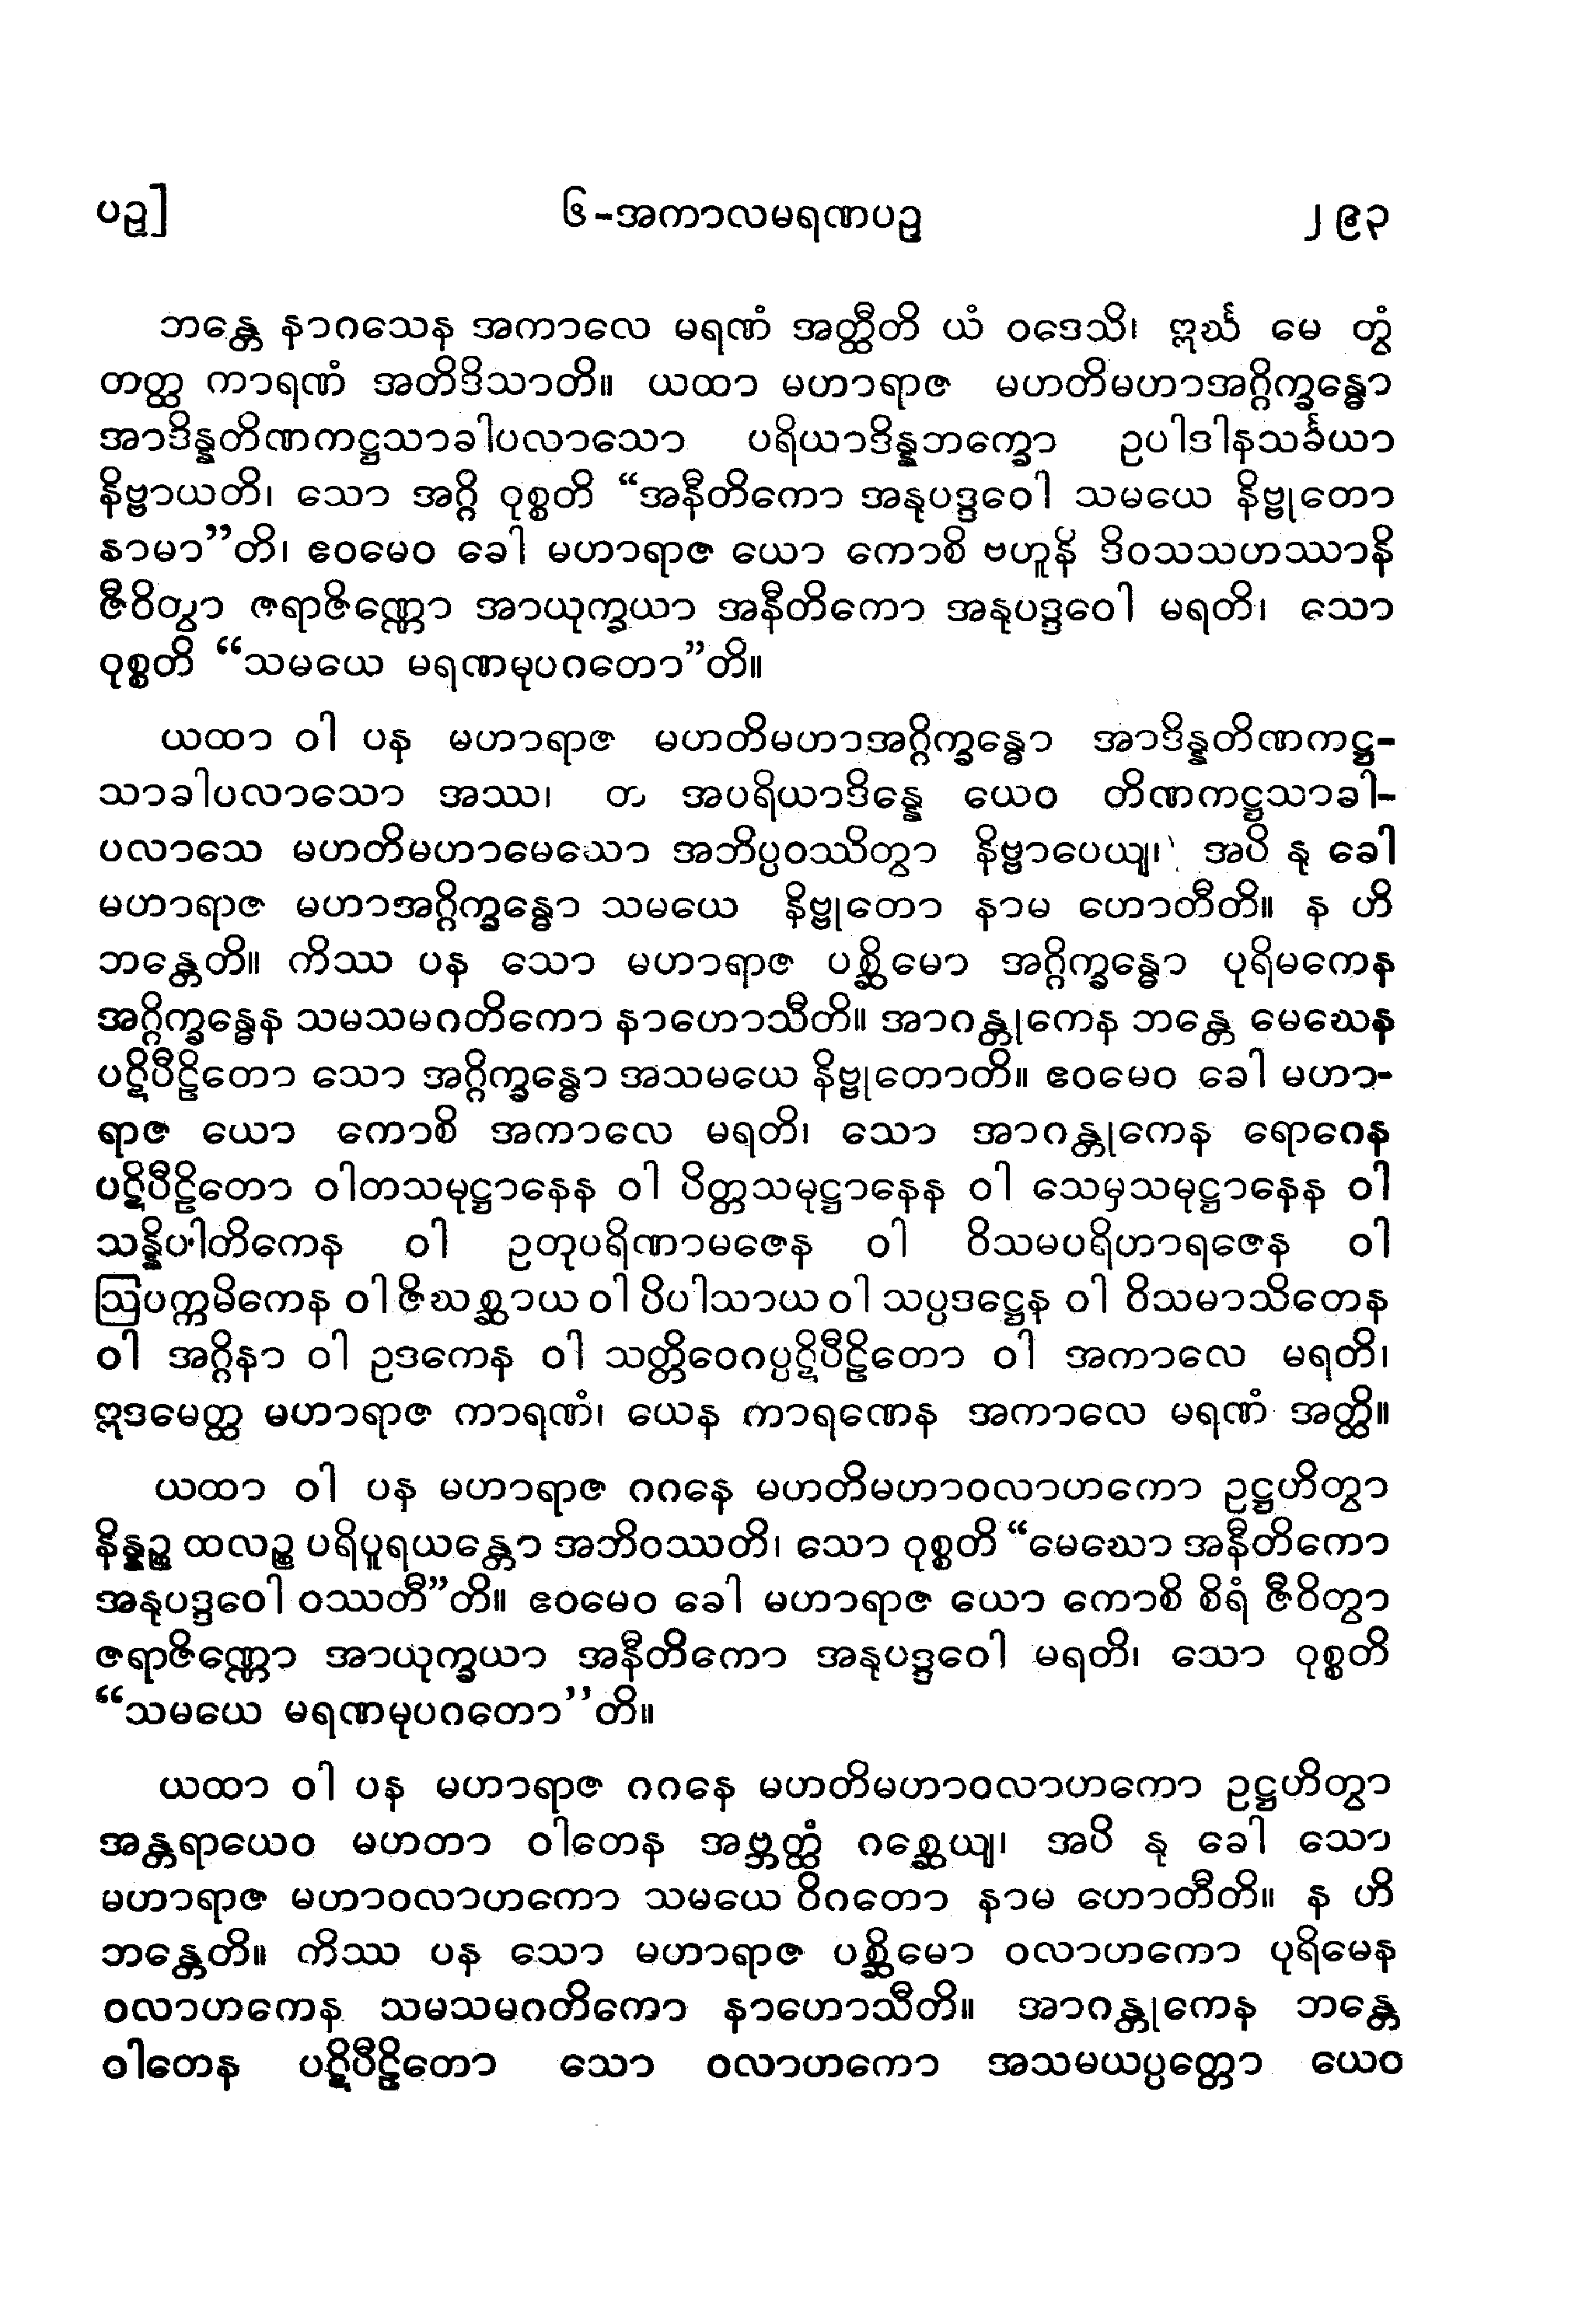 ပဉှ]
၆-အကာလမရဏပဉှ
၂၉၃
ဘန္တေ နာဂသေန အကာလေ မရဏံ အတ္ထီတိ ယံ ဝဒေသိ၊ ဣင်္ဃ မေ တွံ
တတ္ထ ကာရဏံ အတိဒိသာတိ။ ယထာ မဟာရာဇ မဟတိမဟာအဂ္ဂိက္ခန္ဓော
အာဒိန္နတိဏကဋ္ဌသာခါပလာသော ပရိယာဒိန္နဘက္ခော ဥပါဒါနသင်္ခယာ
နိဗ္ဗာယတိ၊ သော အဂ္ဂိ ဝုစ္စတိ “အနီတိကော အနုပဒ္ဒဝေါ သမယေ နိဗ္ဗုတော
နာမာ”တိ၊ ဧဝမေဝ ခေါ မဟာရာဇ ယော ကောစိ ဗဟူနိ ဒိဝသသဟဿာနိ
ဇီဝိတွာ ဇရာဇိဏ္ဏော အာယုက္ခယာ အနီတိကော အနုပဒ္ဒဝေါ မရတိ၊ သော
ဝုစ္စတိ “သမယေ မရဏမုပဂတော”တိ။
ယထာ ဝါ ပန မဟာရာဇ မဟတိမဟာအဂ္ဂိက္ခန္ဓော အာဒိန္နတိဏကဋ္ဌ-
သာခါပလာသော အဿ၊ တ အပရိယာဒိန္နေ ယေဝ တိဏကဋ္ဌသာခါ-
ပလာသေ မဟတိမဟာမေဃော အဘိပ္ပဝဿိတွာ နိဗ္ဗာပေယျ၊ အပိ နု ခေါ
မဟာရာဇ မဟာအဂ္ဂိက္ခန္ဓော သမယေ နိဗ္ဗုတော နာမ ဟောတီတိ။ န ဟိ
ဘန္တေတိ။ ကိဿ ပန သော မဟာရာဇ ပစ္ဆိမော အဂ္ဂိက္ခန္ဓော ပုရိမကေန
အဂ္ဂိက္ခန္ဓေန သမသမဂတိကော နာဟောသီတိ။ အာဂန္တုကေန ဘန္တေ မေဃေန
ပဋိပီဠိတော သော အဂ္ဂိက္ခန္ဓော အသမယေ နိဗ္ဗုတောတိ။ ဧဝမေဝ ခေါ မဟာ-
ရာဇ ယော ကောစိ အကာလေ မရတိ၊ သော အာဂန္တုကေန ရောဂေန
ပဋိပီဠိတော ဝါတသမုဋ္ဌာနေန ဝါ ပိတ္တသမုဋ္ဌာနေန ဝါ သေမှသမုဋ္ဌာနေန ဝါ
သန္နိပါတိကေန ဝါ ဥတုပရိဏာမဇေန ဝါ ဝိသမပရိဟာရဇေန ဝါ
ဩပက္ကမိကေန ဝါ ဇိဃစ္ဆာယ ဝါ ပိပါသာယ ဝါ သပ္ပဒဋ္ဌေန ဝါ ဝိသမာသိတေန
ဝါ အဂ္ဂိနာ ဝါ ဥဒကေန ဝါ သတ္တိဝေဂပ္ပဋိပီဠိတော ဝါ အကာလေ မရတိ၊
ဣဒမေတ္ထ မဟာရာဇ ကာရဏံ၊ ယေန ကာရဏေန အကာလေ မရဏံ အတ္ထိ။
ယထာ ဝါ ပန မဟာရာဇ ဂဂနေ မဟတိမဟာဝလာဟကော ဥဋ္ဌဟိတွာ
နိန္နဉ္စ ထလဉ္စ ပရိပူရယန္တော အဘိဝဿတိ၊ သော ဝုစ္စတိ “မေဃော အနီတိကော
အနုပဒ္ဒဝေါ ဝဿတီ”တိ။ ဧဝမေဝ ခေါ မဟာရာဇ ယော ကောစိ စိရံ ဇီဝိတွာ
ဇရာဇိဏ္ဏော အာယုက္ခယာ အနီတိကော အနုပဒ္ဒဝေါ မရတိ၊ သော ဝုစ္စတိ
“သမယေ မရဏမုပဂတော’’တိ။
ယထာ ဝါ ပန မဟာရာဇ ဂဂနေ မဟတိမဟာဝလာဟကော ဥဋ္ဌဟိတွာ
အန္တရာယေဝ မဟတာ ဝါတေန အဗ္ဘတ္ထံ ဂစ္ဆေယျ၊ အပိ နု ခေါ သော
မဟာရာဇ မဟာဝလာဟကော သမယေ ဝိဂတော နာမ ဟောတီတိ။ န ဟိ
ဘန္တေတိ။ ကိဿ ပန သော မဟာရာဇ ပစ္ဆိမော ဝလာဟကော ပုရိမေန
ဝလာဟကေန သမသမဂတိကော နာဟောသီတိ။ အာဂန္တုကေန ဘန္တေ
ဝါတေန ပဋိပီဠိတော သော ဝလာဟကော အသမယပ္ပတ္တော ယေဝ